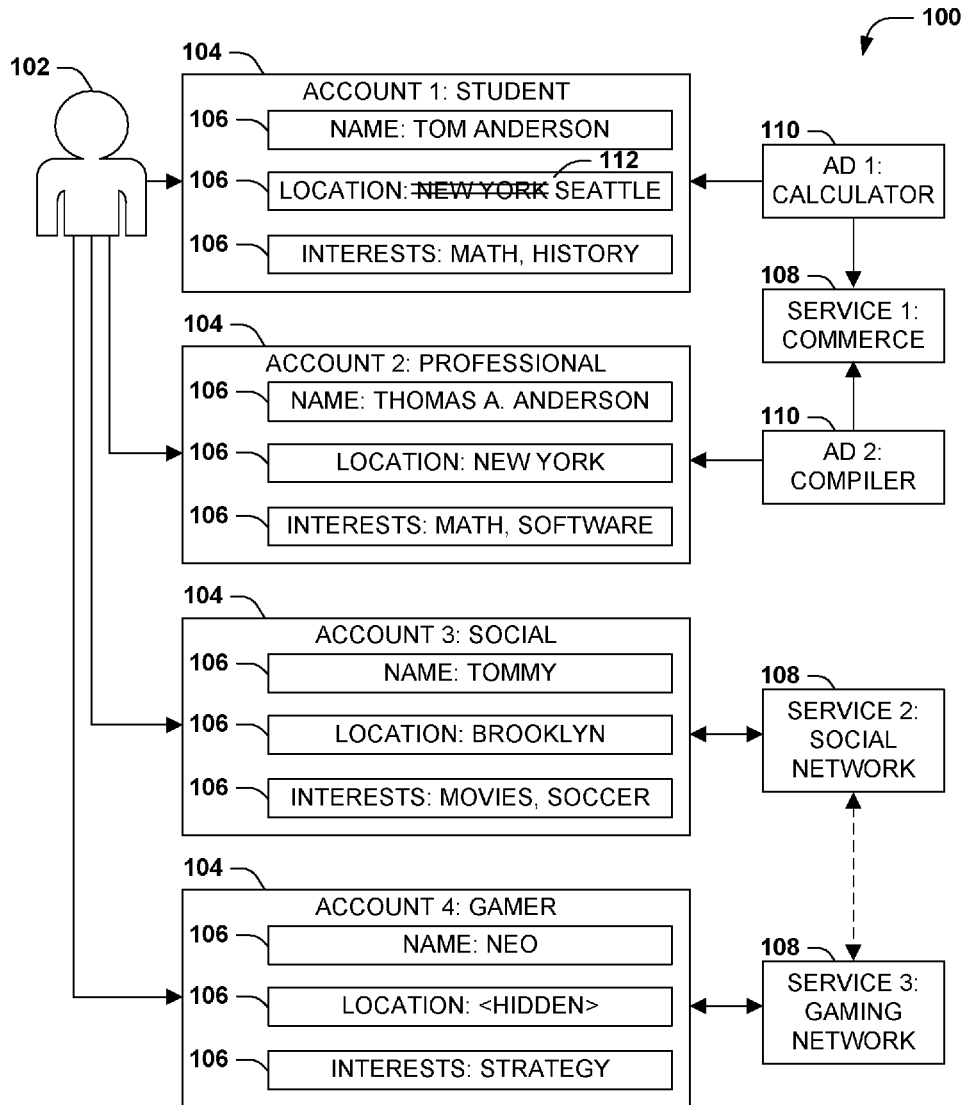 100
102
104
ACCOUNT 1: STUDENT
106
NAME: TOM ANDERSON
112
106
LOCATION: NEW YORK SEATTLE
106
INTERESTS: MATH, HISTORY
110
AD 1:
CALCULATOR
108
SERVICE 1:
COMMERCE
104
ACCOUNT 2: PROFESSIONAL
106
NAME: THOMAS A. ANDERSON
106
LOCATION: NEW YORK
106
INTERESTS: MATH, SOFTWARE
110
AD 2:
COMPILER
104
ACCOUNT 3: SOCIAL
106
NAME: TOMMY
106
LOCATION: BROOKLYN
106
INTERESTS: MOVIES, SOCCER
108
SERVICE 2:
SOCIAL
NETWORK
104
ACCOUNT 4: GAMER
106
NAME: NEO
106
LOCATION: <HIDDEN>
106
INTERESTS: STRATEGY
108
SERVICE 3:
GAMING
NETWORK